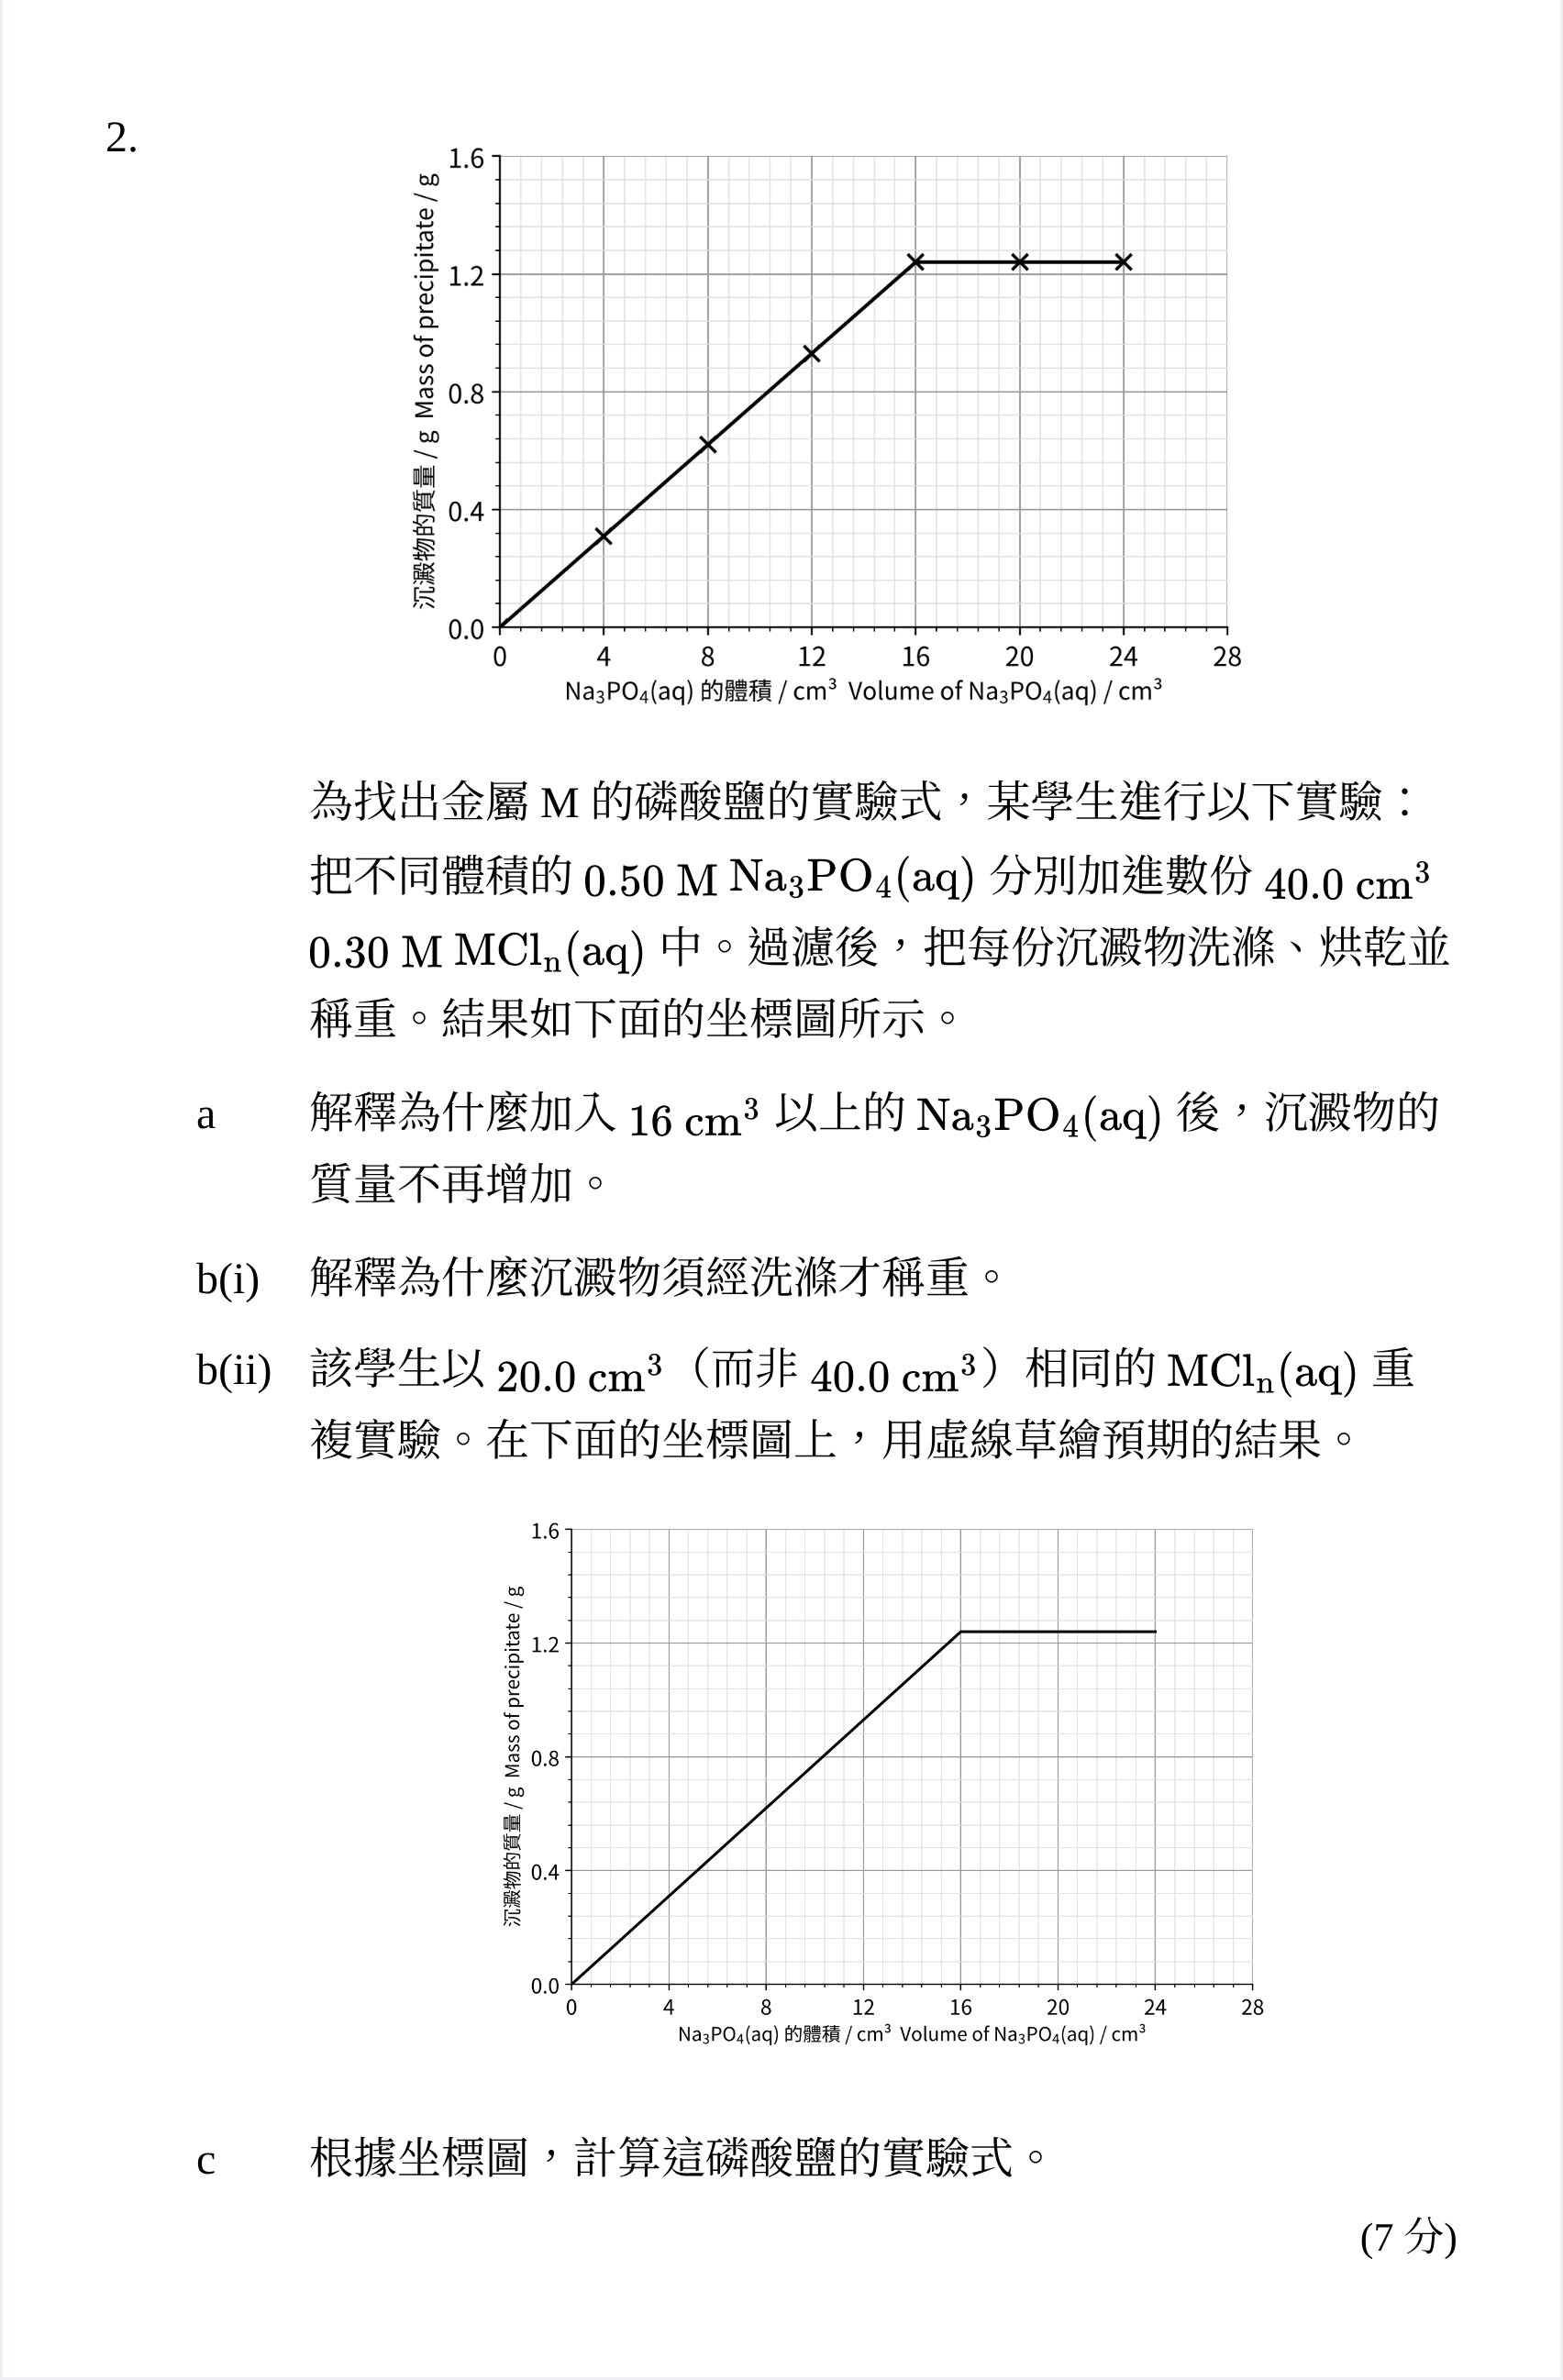 2.
1.6
1.2
0.8
0.4
0.0
沉澱物的質量 / g Mass of precipitate / g
0 4 8 12 16 20 24 28
Na₃PO₄(aq) 的體積 / cm³ Volume of Na₃PO₄(aq) / cm³
為找出金屬 M 的磷酸鹽的實驗式，某學生進行以下實驗：
把不同體積的 0.50 M Na₃PO₄(aq) 分別加進數份 40.0 cm³
0.30 M MClₙ(aq) 中。過濾後，把每份沉澱物洗滌、烘乾並
稱重。結果如下面的坐標圖所示。
a 解釋為什麼加入 16 cm³ 以上的 Na₃PO₄(aq) 後，沉澱物的
質量不再增加。
b(i) 解釋為什麼沉澱物須經洗滌才稱重。
b(ii) 該學生以 20.0 cm³（而非 40.0 cm³）相同的 MClₙ(aq) 重
複實驗。在下面的坐標圖上，用虛線草繪預期的結果。
1.6
1.2
0.8
0.4
0.0
沉澱物的質量 / g Mass of precipitate / g
0 4 8 12 16 20 24 28
Na₃PO₄(aq) 的體積 / cm³ Volume of Na₃PO₄(aq) / cm³
c 根據坐標圖，計算這磷酸鹽的實驗式。
(7 分)